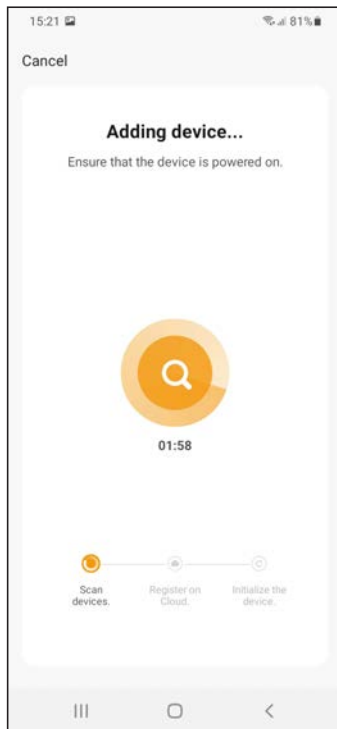 15:21 81%
Cancel
Adding device...
Ensure that the device is powered on.
01:58
Scan Register on Initialize the
devices. Cloud. device.